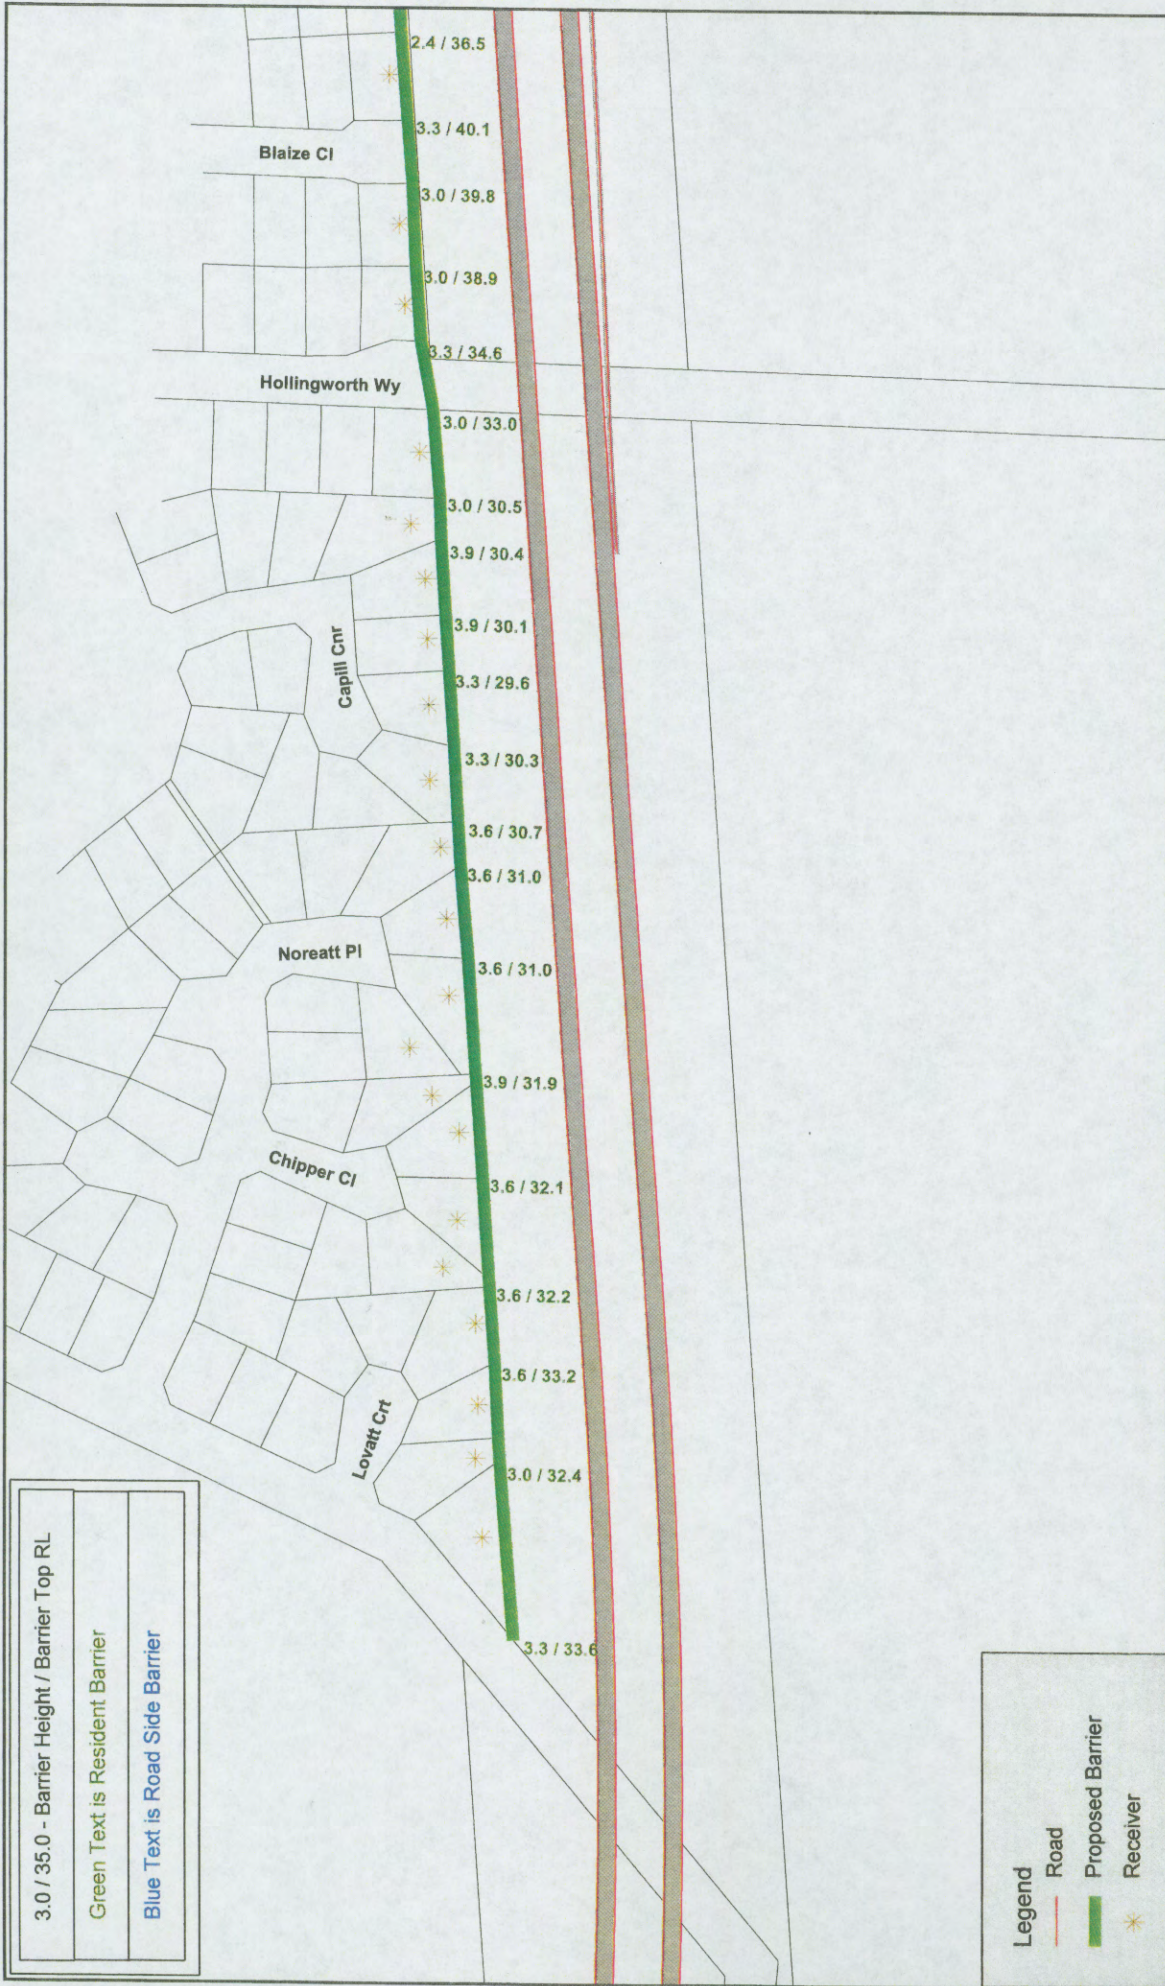 2.4 / 36.5
3.3 / 40.1
Blaize Cl
3.0 / 39.8
3.0 / 38.9
3.3 / 34.6
Hollingworth Wy
3.0 / 33.0
3.0 / 30.5
3.9 / 30.4
3.9 / 30.1
Capill Cnr
3.3 / 29.6
3.3 / 30.3
3.6 / 30.7
3.6 / 31.0
Noreatt Pl
3.6 / 31.0
3.9 / 31.9
Chipper Cl
3.6 / 32.1
3.6 / 32.2
3.6 / 33.2
Lovatt Crt
3.0 / 32.4
3.3 / 33.6
3.0 / 35.0 - Barrier Height / Barrier Top RL
Green Text is Resident Barrier
Blue Text is Road Side Barrier
Legend
Road
Proposed Barrier
Receiver